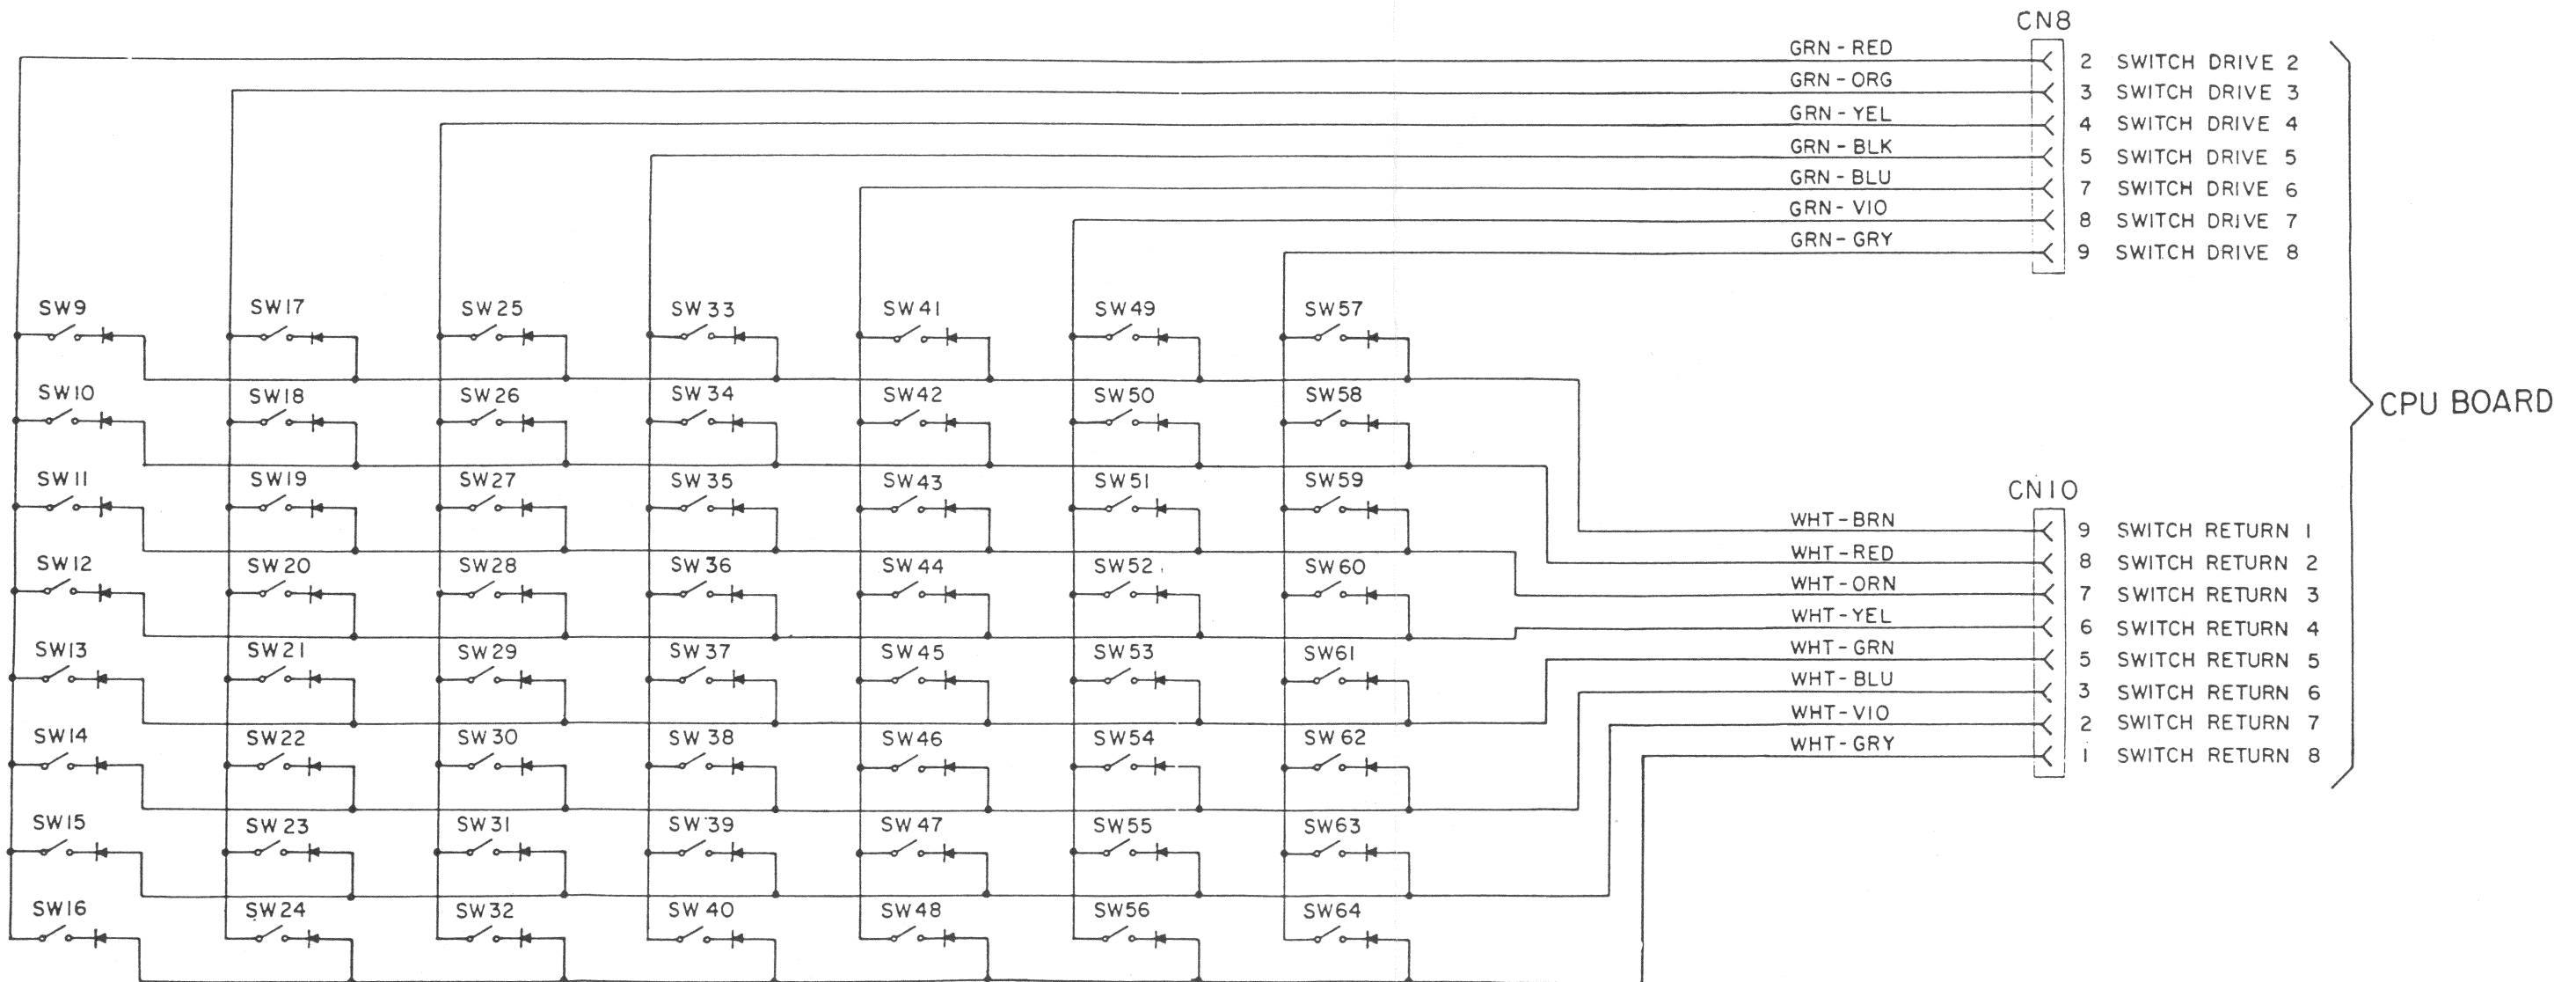 CN8
GRN-RED 2 SWITCH DRIVE 2
GRN-ORG 3 SWITCH DRIVE 3
GRN-YEL 4 SWITCH DRIVE 4
GRN-BLK 5 SWITCH DRIVE 5
GRN-BLU 7 SWITCH DRIVE 6
GRN-VIO 8 SWITCH DRIVE 7
GRN-GRY 9 SWITCH DRIVE 8
SW9 SW17 SW25 SW33 SW41 SW49 SW57
SW10 SW18 SW26 SW34 SW42 SW50 SW58
CPU BOARD
SW11 SW19 SW27 SW35 SW43 SW51 SW59
CN10
WHT-BRN 9 SWITCH RETURN 1
WHT-RED 8 SWITCH RETURN 2
SW12 SW20 SW28 SW36 SW44 SW52 SW60
WHT-ORN 7 SWITCH RETURN 3
WHT-YEL 6 SWITCH RETURN 4
SW13 SW21 SW29 SW37 SW45 SW53 SW61
WHT-GRN 5 SWITCH RETURN 5
WHT-BLU 3 SWITCH RETURN 6
WHT-VIO 2 SWITCH RETURN 7
SW14 SW22 SW30 SW38 SW46 SW54 SW62
WHT-GRY 1 SWITCH RETURN 8
SW15 SW23 SW31 SW39 SW47 SW55 SW63
SW16 SW24 SW32 SW40 SW48 SW56 SW64